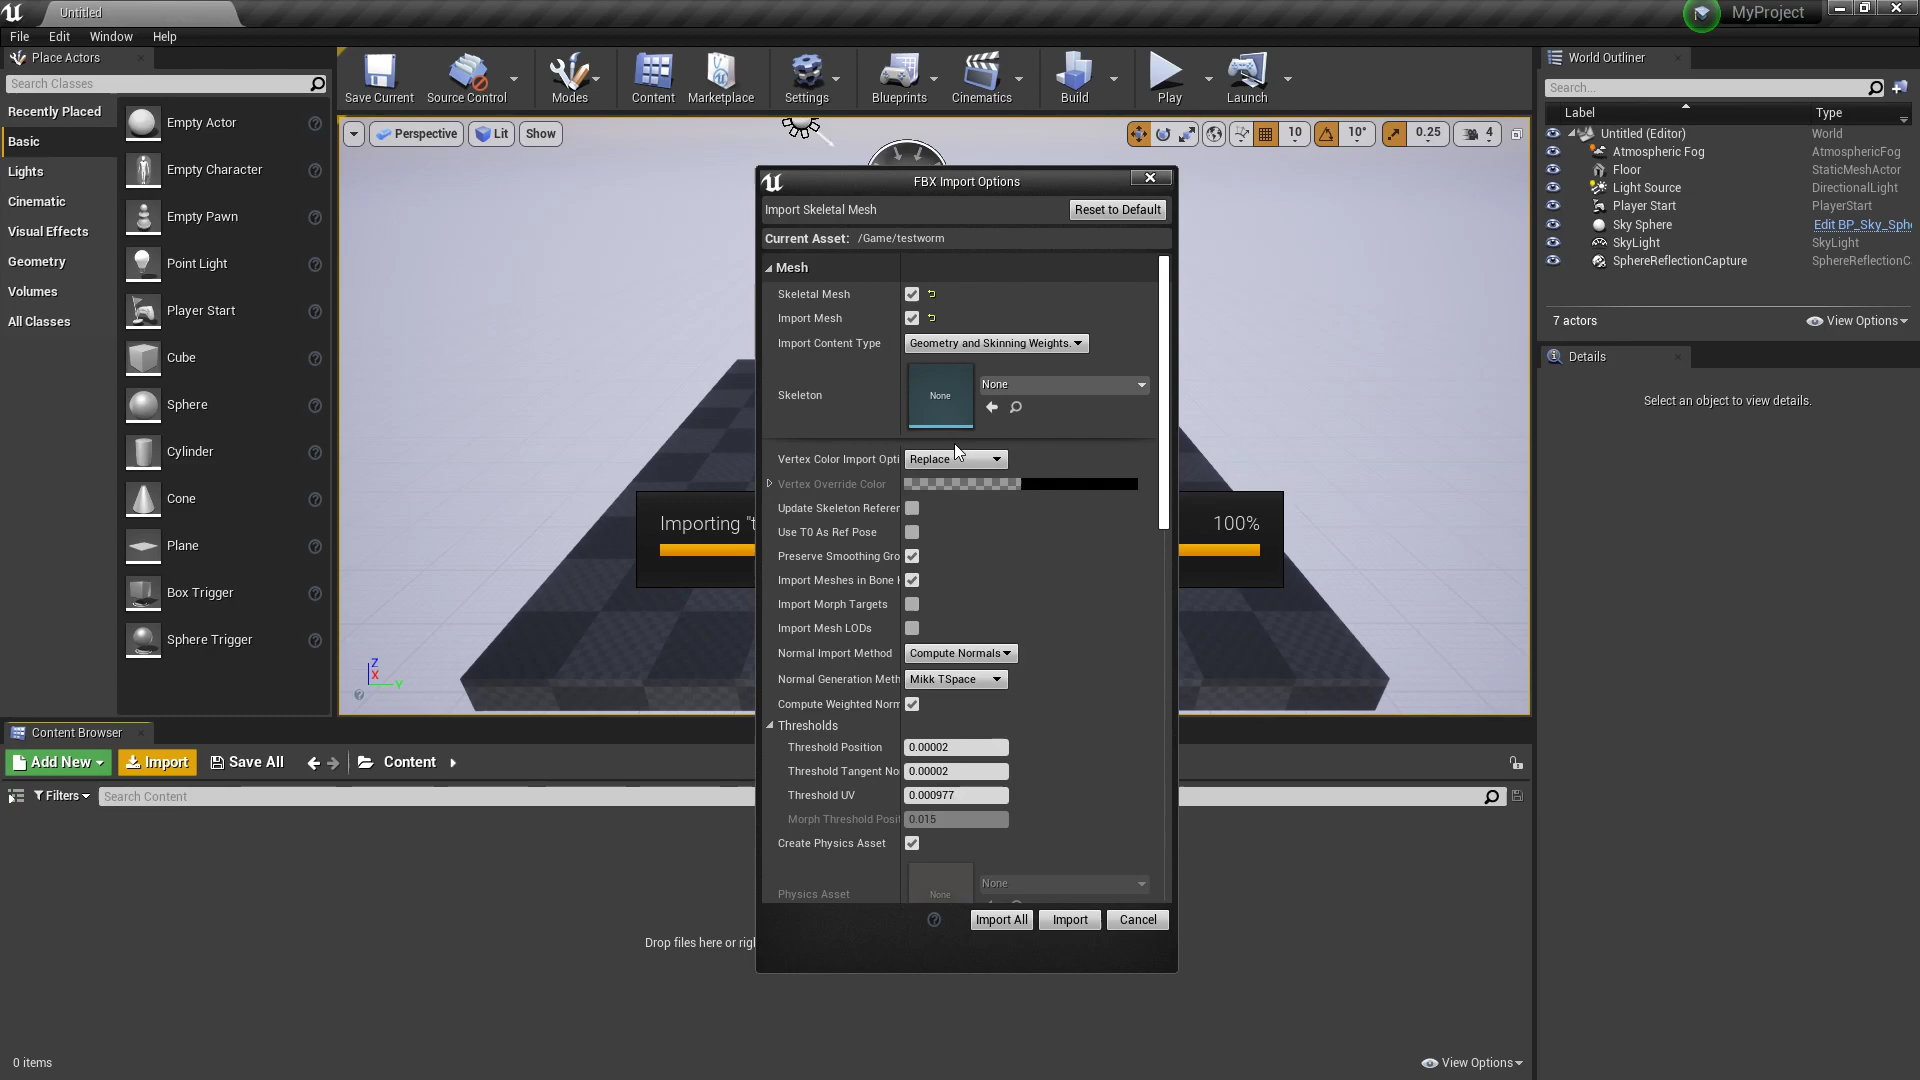 Untitled
MyProject
File
Edit
Window
Help
Place Actors
Search Classes
Recently Placed
Basic
Lights
Cinematic
Visual Effects
Geometry
Volumes
All Classes
Empty Actor
Empty Character
Empty Pawn
Point Light
Player Start
Cube
Sphere
Cylinder
Cone
Plane
Box Trigger
Sphere Trigger
Save Current
Source Control
Modes
Content
Marketplace
Settings
Blueprints
Cinematics
Build
Play
Launch
Perspective
Lit
Show
10
10°
0.25
4
Importing "t
100%
Z
X
Y
FBX Import Options
Import Skeletal Mesh
Reset to Default
Current Asset: /Game/testworm
Mesh
Skeletal Mesh
Import Mesh
Import Content Type
Geometry and Skinning Weights.
Skeleton
None
None
Vertex Color Import Opti
Replace
Vertex Override Color
Update Skeleton Referen
Use T0 As Ref Pose
Preserve Smoothing Gro
Import Meshes in Bone H
Import Morph Targets
Import Mesh LODs
Normal Import Method
Compute Normals
Normal Generation Meth
Mikk TSpace
Compute Weighted Norm
Thresholds
Threshold Position
0.00002
Threshold Tangent No
0.00002
Threshold UV
0.000977
Morph Threshold Posit
0.015
Create Physics Asset
Physics Asset
None
None
Import All
Import
Cancel
World Outliner
Search...
Label
Type
Untitled (Editor)
World
Atmospheric Fog
AtmosphericFog
Floor
StaticMeshActor
Light Source
DirectionalLight
Player Start
PlayerStart
Sky Sphere
Edit BP_Sky_Sph
SkyLight
SkyLight
SphereReflectionCapture
SphereReflectionC
7 actors
View Options
Details
Select an object to view details.
Content Browser
Add New
Import
Save All
Content
Filters
Search Content
Drop files here or rig
0 items
View Options